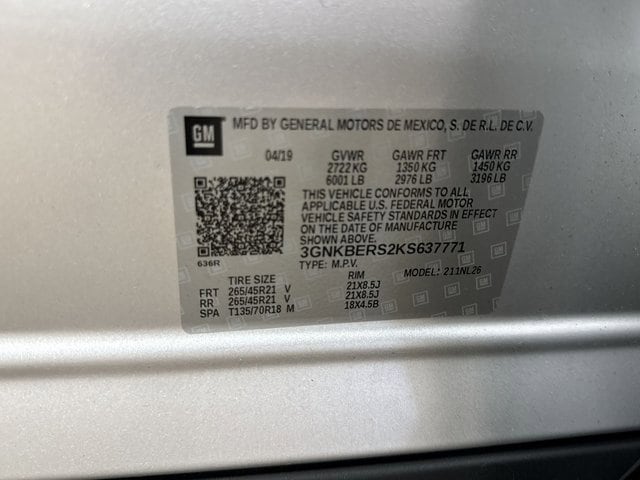 GM MFD BY GENERAL MOTORS DE MEXICO, S. DE R.L. DE C.V.
04/19 GVWR GAWR FRT GAWR RR
2722 KG 1350 KG 1450 KG
6001 LB 2976 LB 3196 LB
THIS VEHICLE CONFORMS TO ALL
APPLICABLE U.S. FEDERAL MOTOR
VEHICLE SAFETY STANDARDS IN EFFECT
ON THE DATE OF MANUFACTURE
SHOWN ABOVE.
3GNKBERS2KS637771
636R
TYPE: M.P.V. MODEL: 211NL26
TIRE SIZE RIM
FRT 265/45R21 V 21X8.5J
RR 265/45R21 V 21X8.5J
SPA T135/70R18 M 18X4.5B